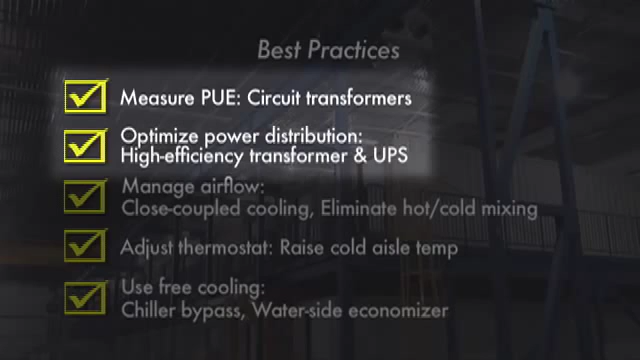 Best Practices
Measure PUE: Circuit transformers
Optimize power distribution:
High-efficiency transformer & UPS
Manage airflow:
Close-coupled cooling, Eliminate hot/cold mixing
Adjust thermostat: Raise cold aisle temp
Use free cooling:
Chiller bypass, Water-side economizer